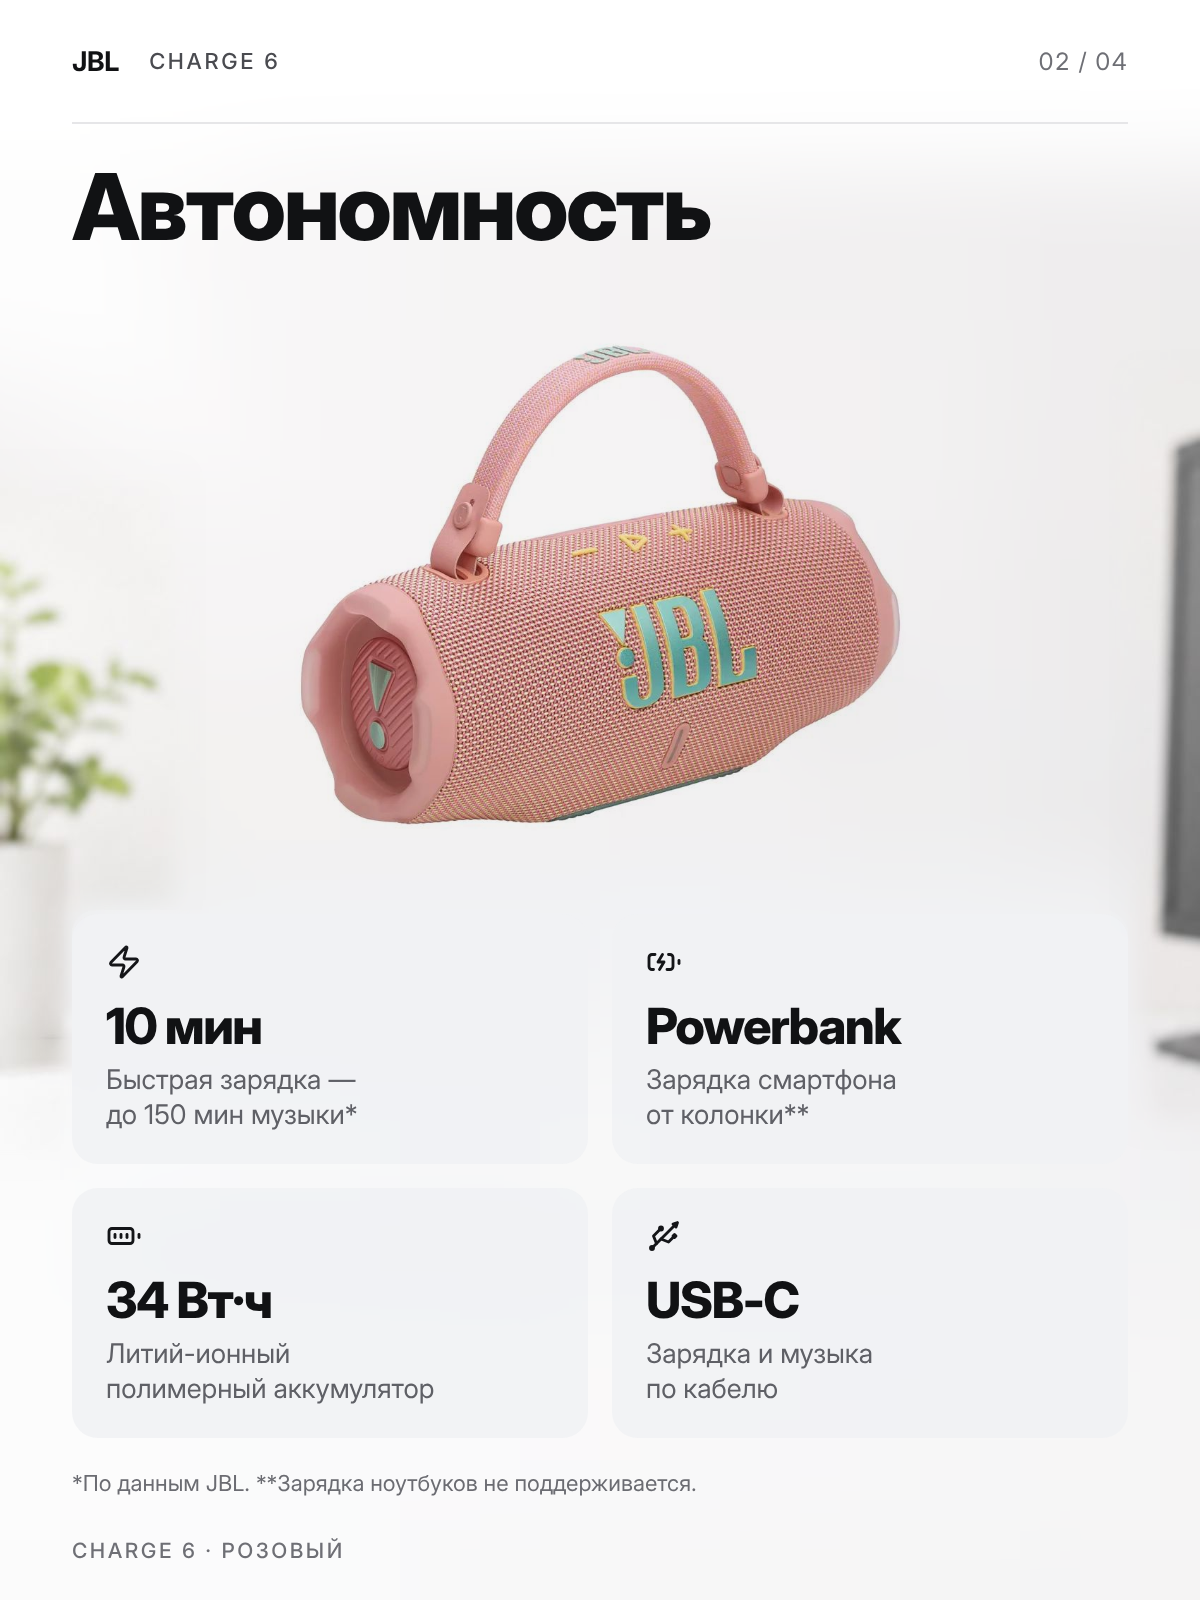 JBL CHARGE 6 02 / 04
Автономность
JBL
JBL
10 мин
Быстрая зарядка —
до 150 мин музыки*
Powerbank
Зарядка смартфона
от колонки**
34 Вт·ч
Литий-ионный
полимерный аккумулятор
USB-C
Зарядка и музыка
по кабелю
*По данным JBL. **Зарядка ноутбуков не поддерживается.
CHARGE 6 · РОЗОВЫЙ